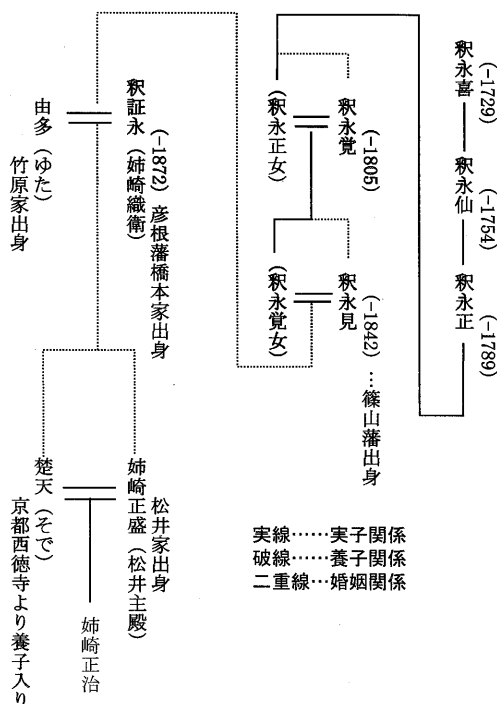 釈永喜
(-1729)
釈永仙
(-1754)
釈永正
(-1789)
釈永覚
(-1805)
(釈永正女)
釈永見
(-1842)…篠山藩出身
(釈永覚女)
釈証永(姉崎織衛)
(-1872)彦根藩橋本家出身
由多(ゆた)
竹原家出身
姉崎正盛(松井主殿)
松井家出身
楚天(そで)
京都西徳寺より養子入り
姉崎正治
実線……実子関係
破線……養子関係
二重線…婚姻関係